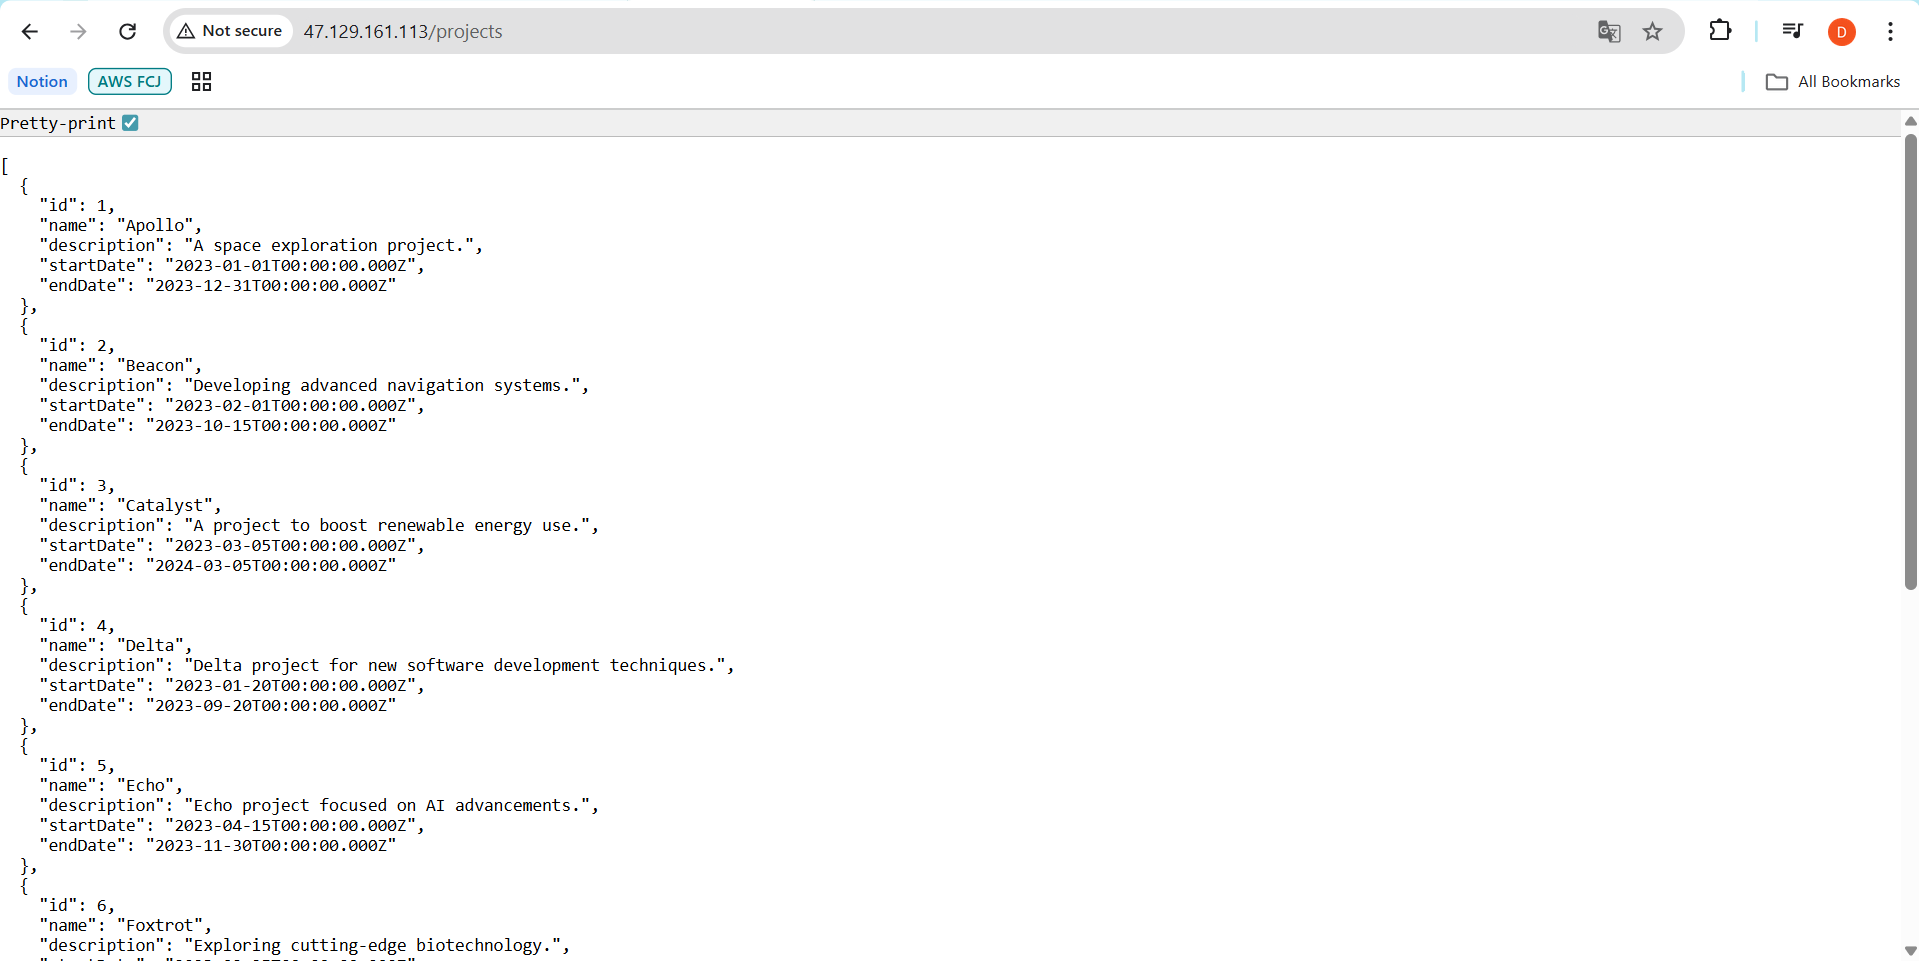 Not secure 47.129.161.113/projects D
Notion AWS FCJ All Bookmarks
Pretty-print
[
  {
    "id": 1,
    "name": "Apollo",
    "description": "A space exploration project.",
    "startDate": "2023-01-01T00:00:00.000Z",
    "endDate": "2023-12-31T00:00:00.000Z"
  },
  {
    "id": 2,
    "name": "Beacon",
    "description": "Developing advanced navigation systems.",
    "startDate": "2023-02-01T00:00:00.000Z",
    "endDate": "2023-10-15T00:00:00.000Z"
  },
  {
    "id": 3,
    "name": "Catalyst",
    "description": "A project to boost renewable energy use.",
    "startDate": "2023-03-05T00:00:00.000Z",
    "endDate": "2024-03-05T00:00:00.000Z"
  },
  {
    "id": 4,
    "name": "Delta",
    "description": "Delta project for new software development techniques.",
    "startDate": "2023-01-20T00:00:00.000Z",
    "endDate": "2023-09-20T00:00:00.000Z"
  },
  {
    "id": 5,
    "name": "Echo",
    "description": "Echo project focused on AI advancements.",
    "startDate": "2023-04-15T00:00:00.000Z",
    "endDate": "2023-11-30T00:00:00.000Z"
  },
  {
    "id": 6,
    "name": "Foxtrot",
    "description": "Exploring cutting-edge biotechnology.",